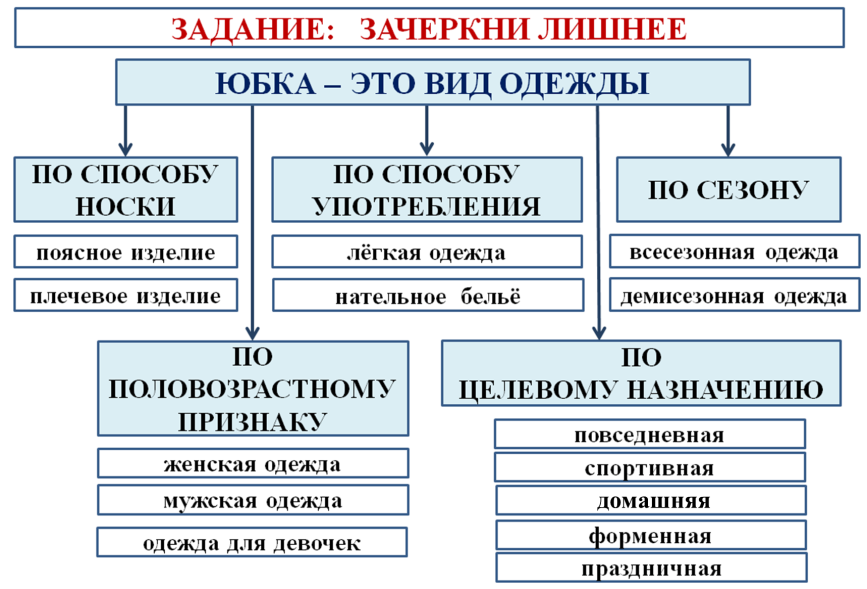 ЗАДАНИЕ: ЗАЧЕРКНИ ЛИШНЕЕ
ЮБКА – ЭТО ВИД ОДЕЖДЫ
ПО СПОСОБУ
НОСКИ
поясное изделие
плечевое изделие
ПО СПОСОБУ
УПОТРЕБЛЕНИЯ
лёгкая одежда
нательное бельё
ПО СЕЗОНУ
всесезонная одежда
демисезонная одежда
ПО
ПОЛОВОЗРАСТНОМУ
ПРИЗНАКУ
женская одежда
мужская одежда
одежда для девочек
ПО
ЦЕЛЕВОМУ НАЗНАЧЕНИЮ
повседневная
спортивная
домашняя
форменная
праздничная